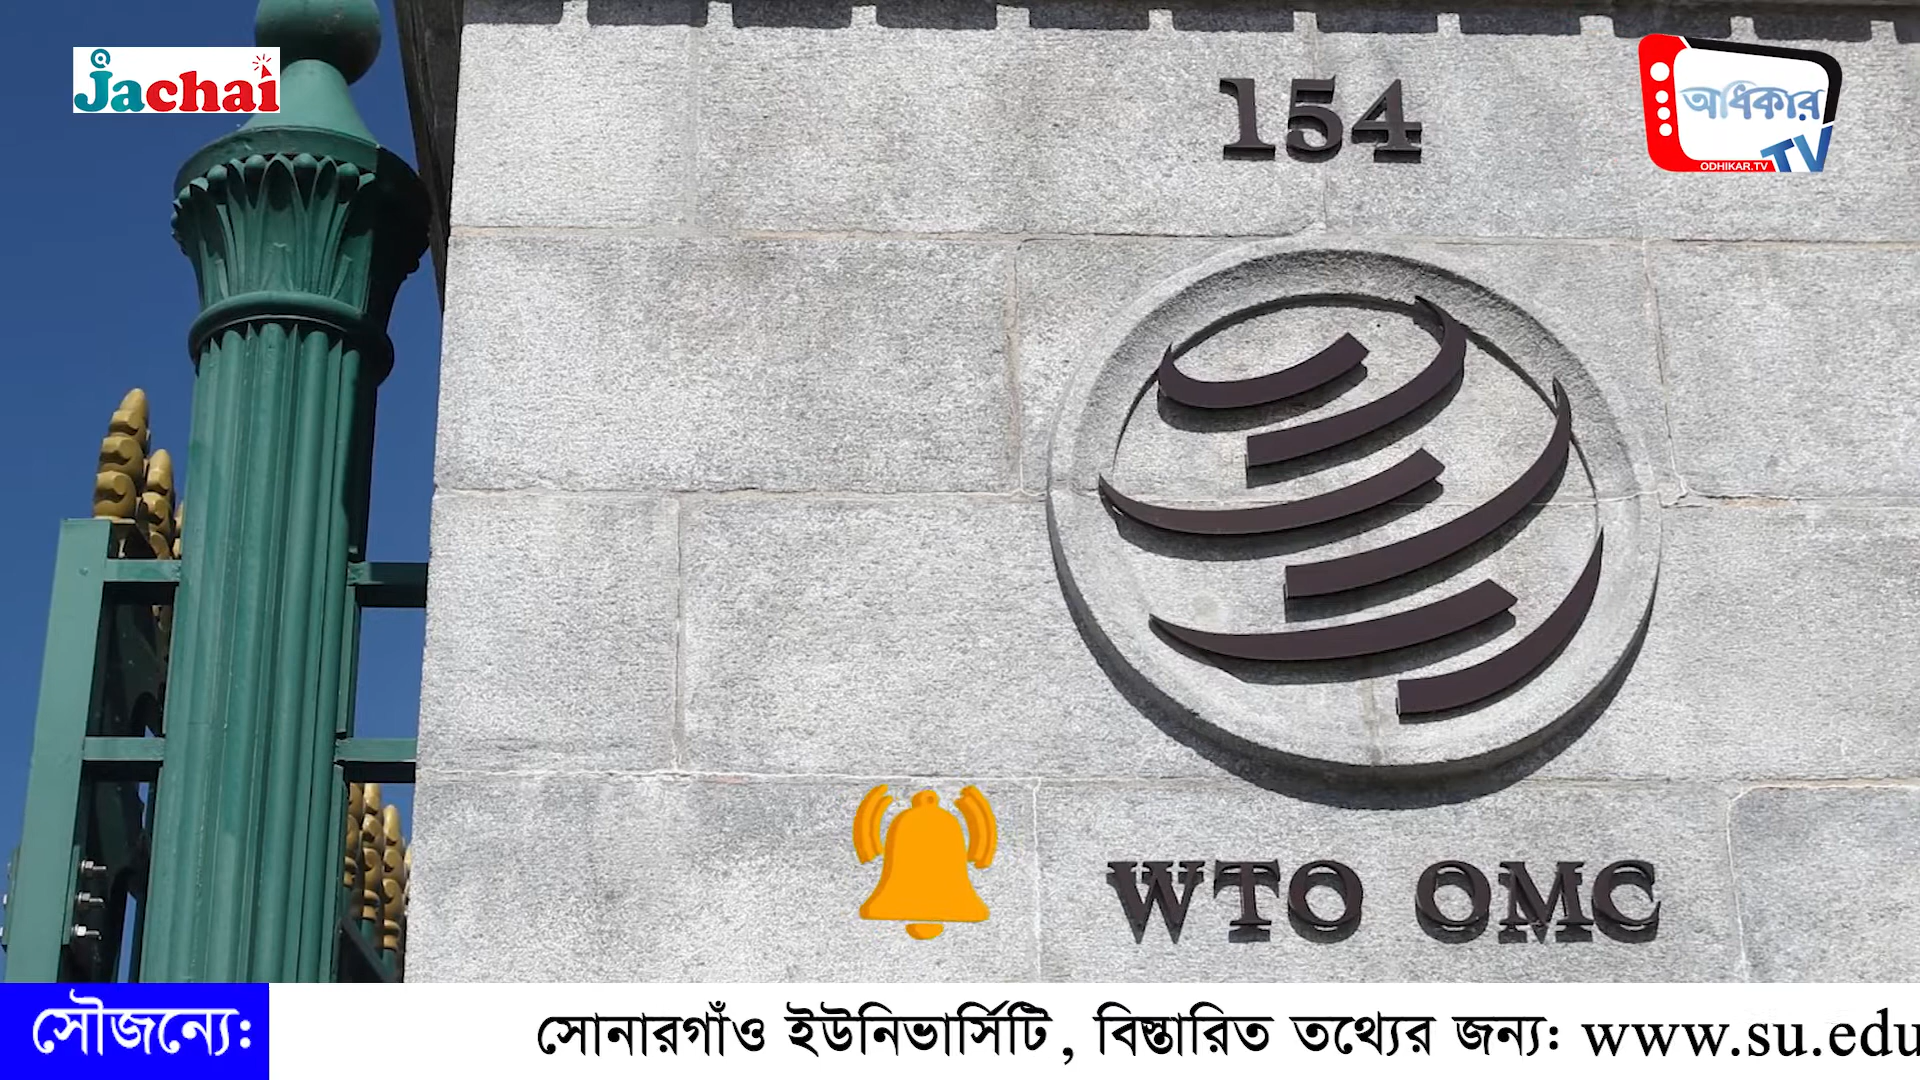 Jachai
154
অধিকার
TV
ODHIKAR.TV
WTO OMC
সৌজন্যে:
সোনারগাঁও ইউনিভার্সিটি, বিস্তারিত তথ্যের জন্য: www.su.edu